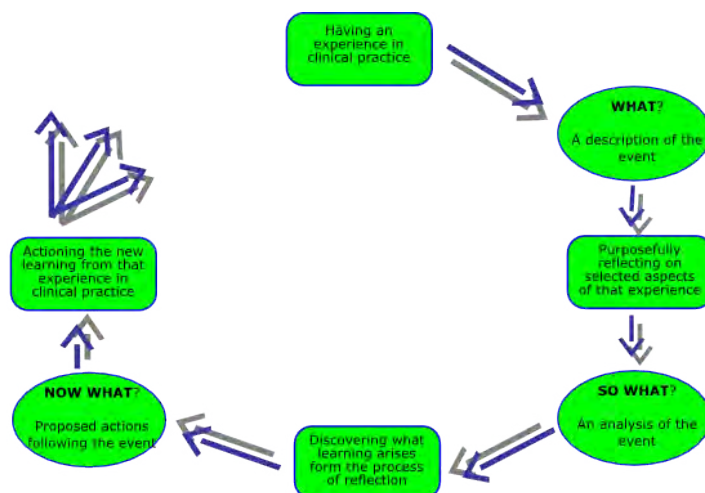 Having an
experience in
clinical practice
WHAT?
A description of the
event
Purposefully
reflecting on
selected aspects
of that experience
SO WHAT?
An analysis of the
event
Discovering what
learning arises
form the process
of reflection
NOW WHAT?
Proposed actions
following the event
Actioning the new
learning from that
experience in
clinical practice